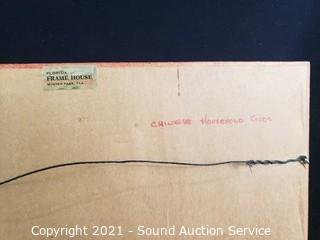 FLORIDA
FRAME HOUSE
WINTER PARK, FLA.
CHINESE HOUSEHOLD GODS
Copyright 2021 - Sound Auction Service